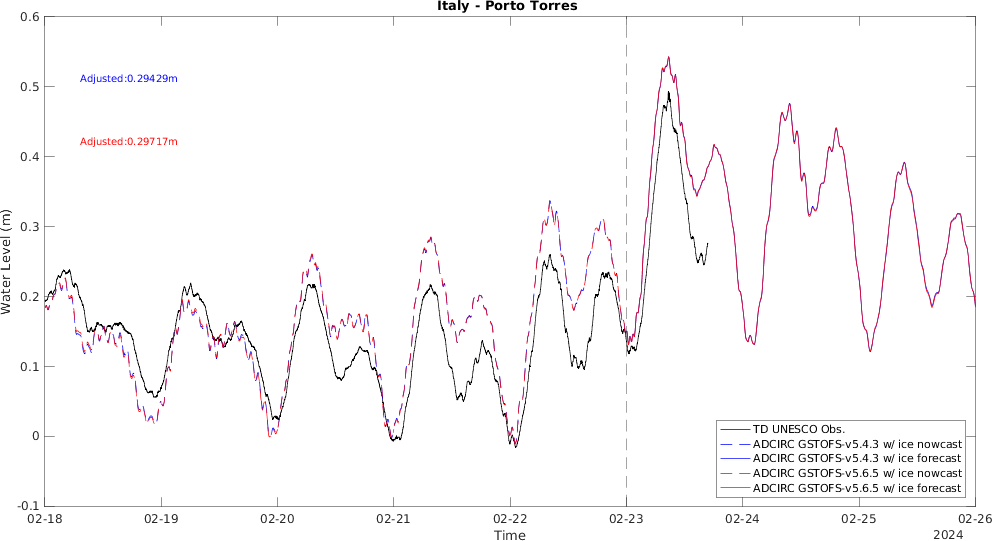 Italy - Porto Torres
0.6
0.5
0.4
0.3
0.2
0.1
0
-0.1
Water Level (m)
Adjusted:0.29429m
Adjusted:0.29717m
TD UNESCO Obs.
ADCIRC GSTOFS-v5.4.3 w/ ice nowcast
ADCIRC GSTOFS-v5.4.3 w/ ice forecast
ADCIRC GSTOFS-v5.6.5 w/ ice nowcast
ADCIRC GSTOFS-v5.6.5 w/ ice forecast
02-18 02-19 02-20 02-21 02-22 02-23 02-24 02-25 02-26
Time
2024